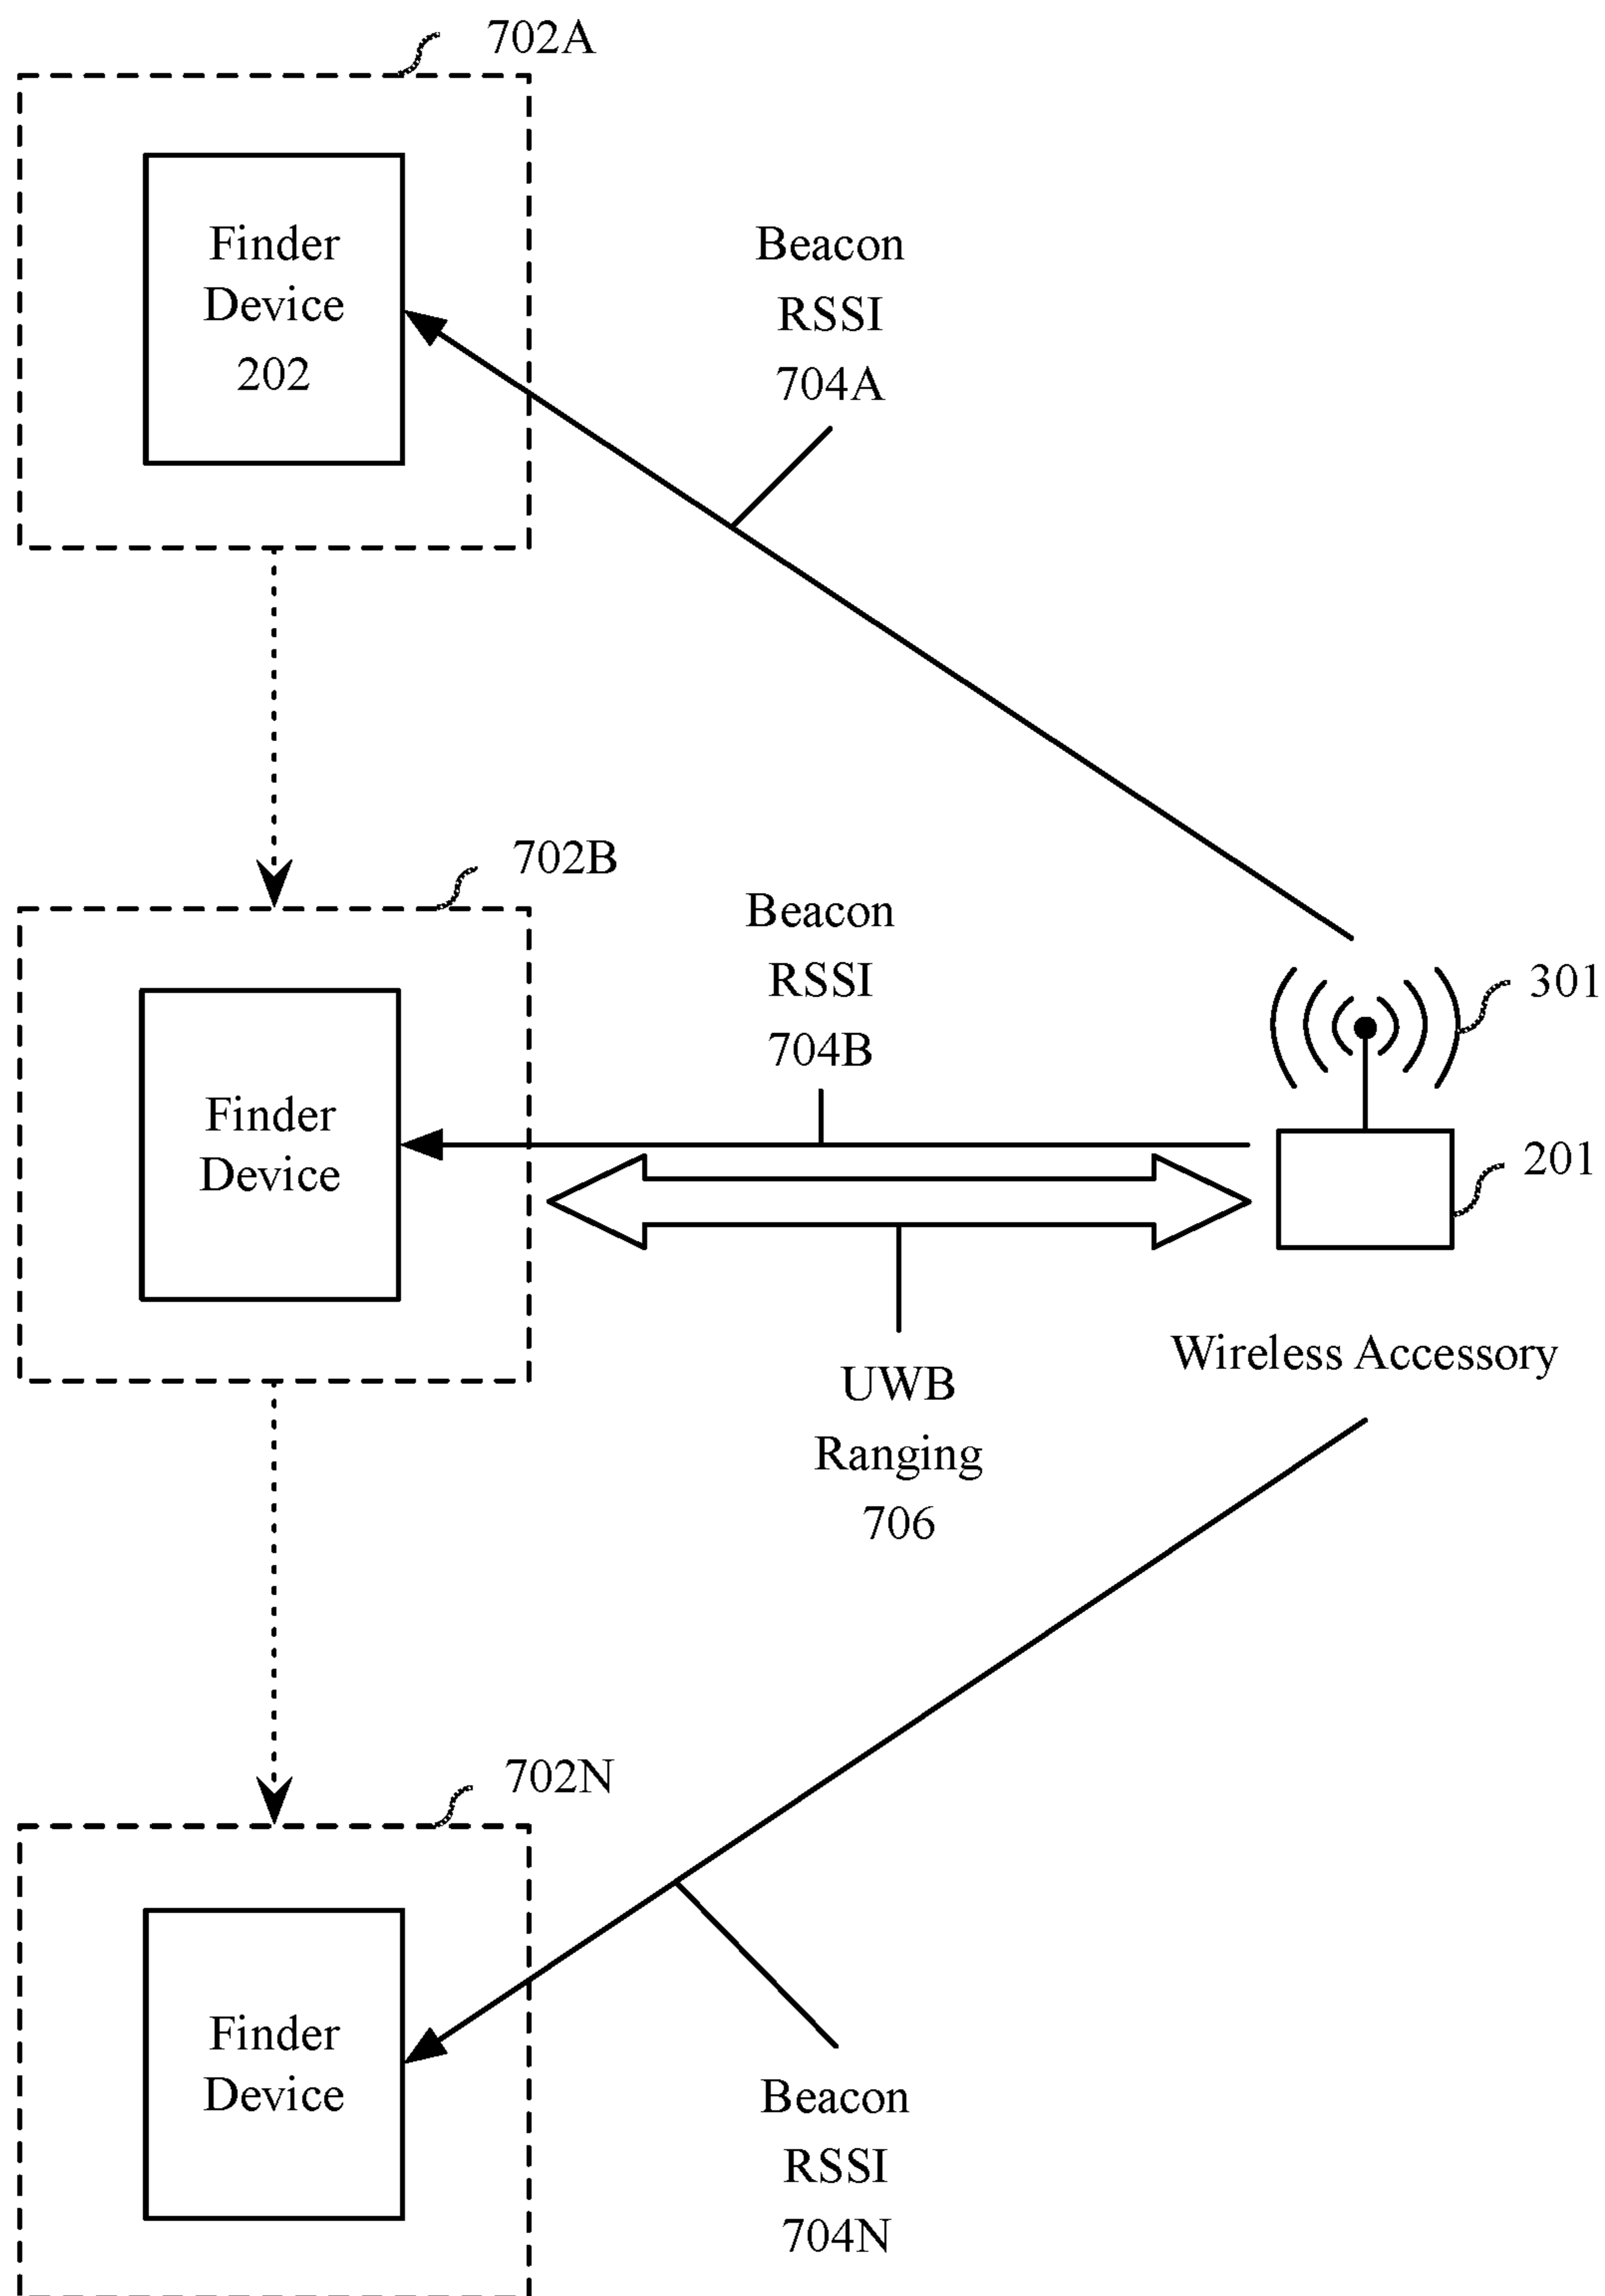 702A
Finder
Device
202
Beacon
RSSI
704A
702B
Beacon
RSSI
704B
301
Finder
Device
201
Wireless Accessory
UWB
Ranging
706
702N
Finder
Device
Beacon
RSSI
704N